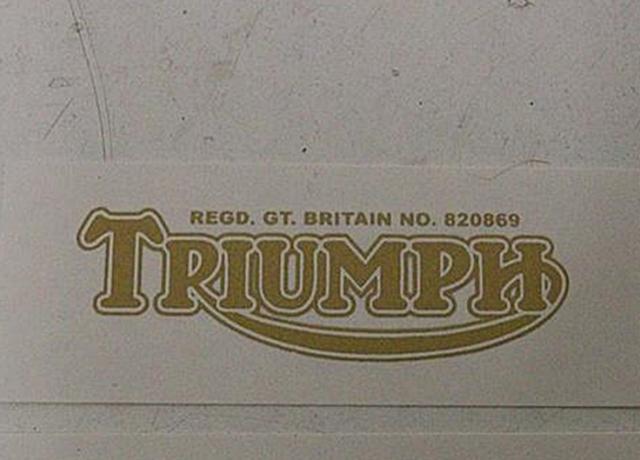 REGD. GT. BRITAIN NO. 820869
TRIUMPH